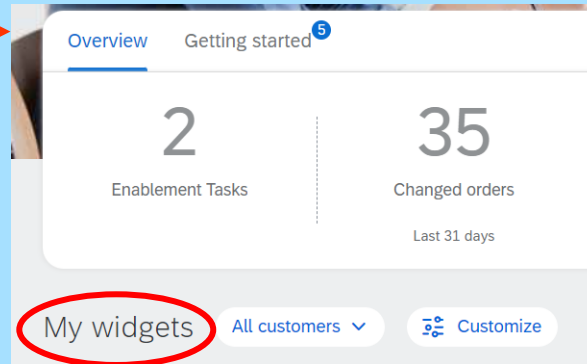 Overview Getting started 5
2 35
Enablement Tasks Changed orders
Last 31 days
My widgets All customers Customize